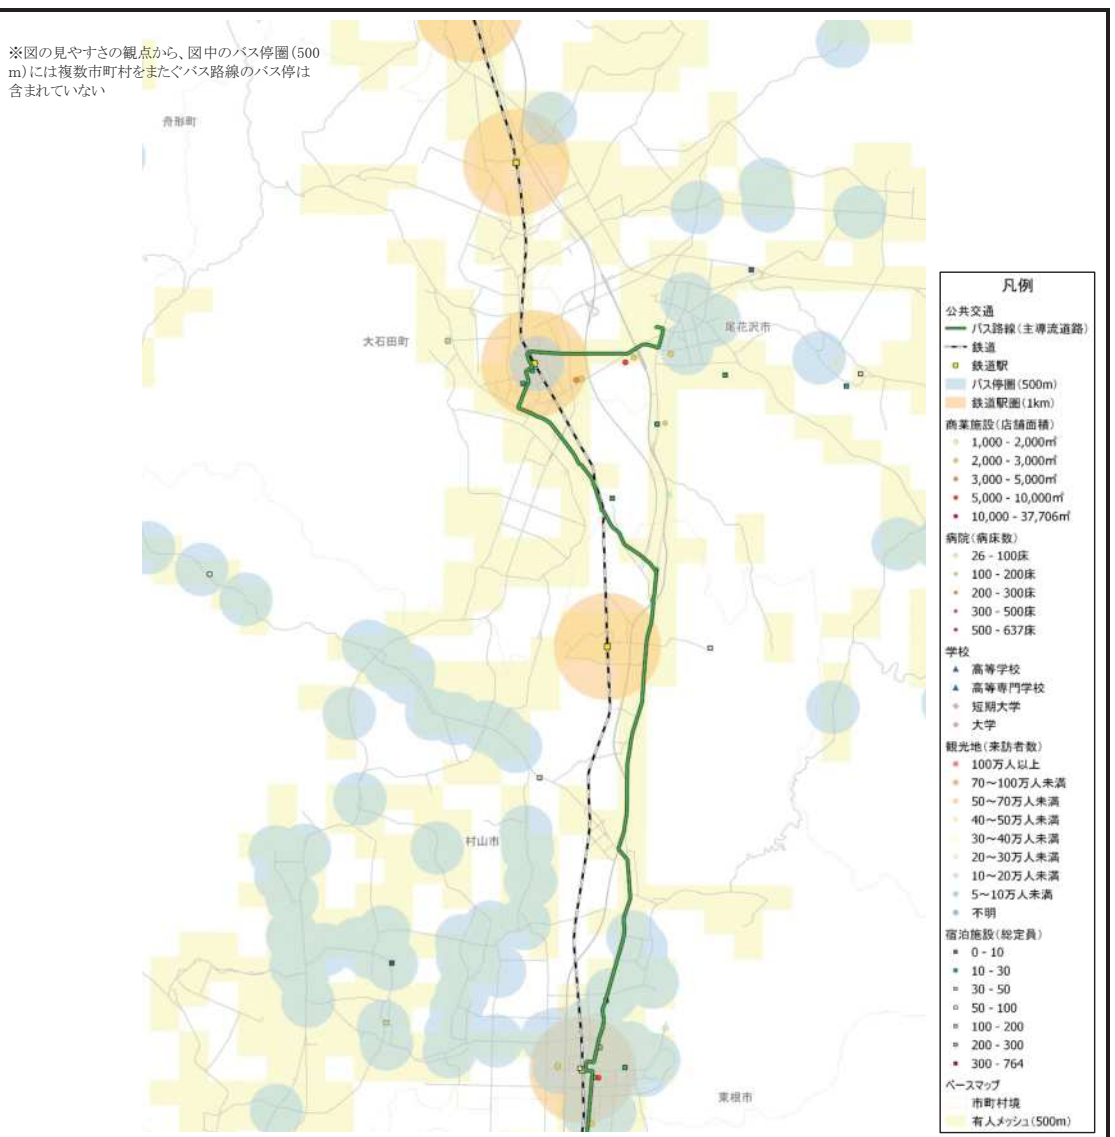 ※図の見やすさの観点から、図中のバス停圏(500
m)には複数市町村をまたぐバス路線のバス停は
含まれていない
舟形町
尾花沢市
大石田町
村山市
東根市
凡例
公共交通
バス路線(主導流道路)
鉄道
鉄道駅
バス停圏(500m)
鉄道駅圏(1km)
商業施設(店舗面積)
1,000 - 2,000㎡
2,000 - 3,000㎡
3,000 - 5,000㎡
5,000 - 10,000㎡
10,000 - 37,706㎡
病院(病床数)
26 - 100床
100 - 200床
200 - 300床
300 - 500床
500 - 637床
学校
高等学校
高等専門学校
短期大学
大学
観光地(来訪者数)
100万人以上
70～100万人未満
50～70万人未満
40～50万人未満
30～40万人未満
20～30万人未満
10～20万人未満
5～10万人未満
不明
宿泊施設(総定員)
0 - 10
10 - 30
30 - 50
50 - 100
100 - 200
200 - 300
300 - 764
ベースマップ
市町村境
有人メッシュ(500m)